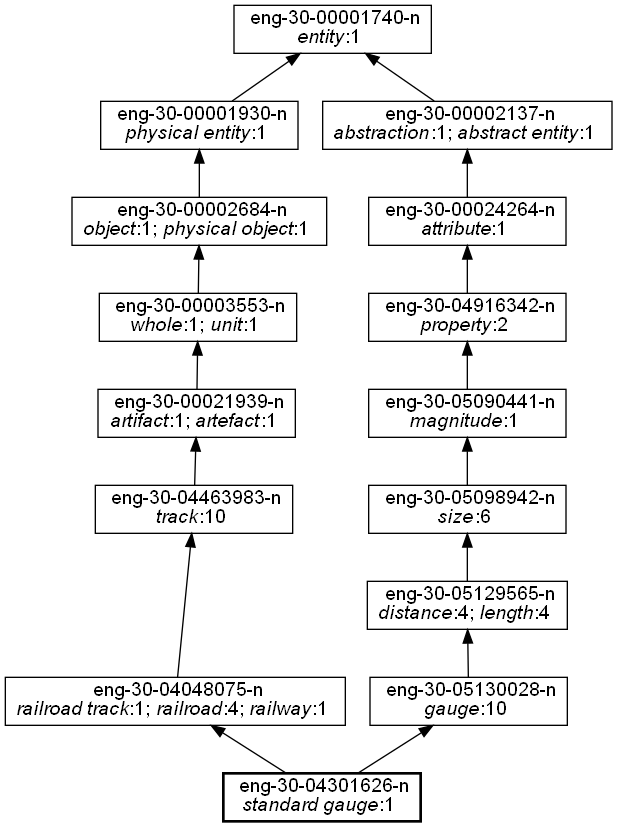 eng-30-00001740-n
entity:1
eng-30-00001930-n
physical entity:1
eng-30-00002137-n
abstraction:1; abstract entity:1
eng-30-00002684-n
object:1; physical object:1
eng-30-00024264-n
attribute:1
eng-30-00003553-n
whole:1; unit:1
eng-30-04916342-n
property:2
eng-30-00021939-n
artifact:1; artefact:1
eng-30-05090441-n
magnitude:1
eng-30-04463983-n
track:10
eng-30-05098942-n
size:6
eng-30-05129565-n
distance:4; length:4
eng-30-04048075-n
railroad track:1; railroad:4; railway:1
eng-30-05130028-n
gauge:10
eng-30-04301626-n
standard gauge:1